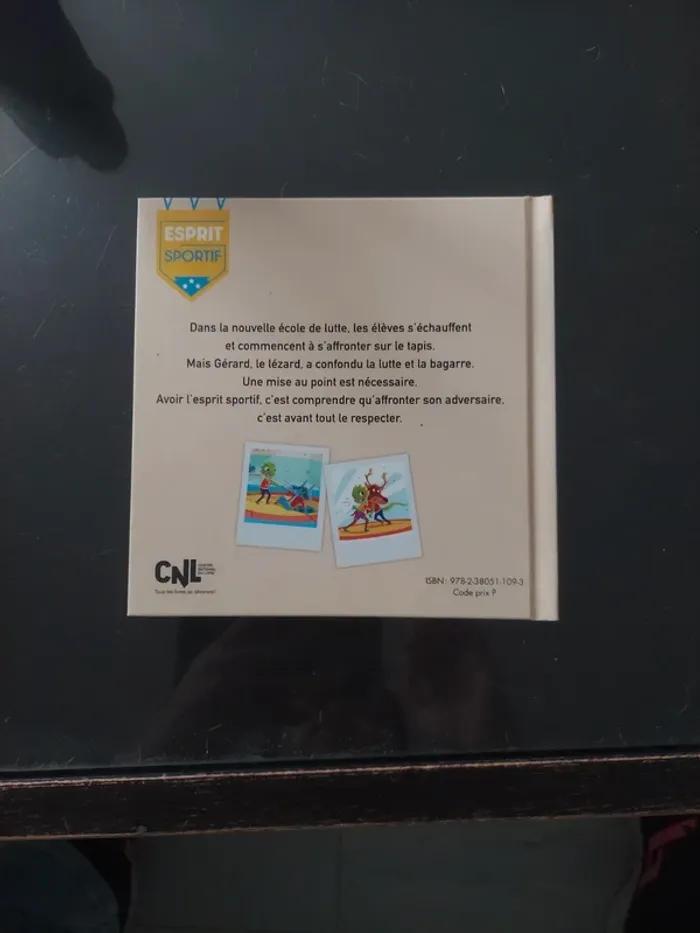 ESPRIT
SPORTIF
Dans la nouvelle école de lutte, les élèves s'échauffent
et commencent à s'affronter sur le tapis.
Mais Gérard, le lézard, a confondu la lutte et la bagarre.
Une mise au point est nécessaire.
Avoir l'esprit sportif, c'est comprendre qu'affronter son adversaire,
c'est avant tout le respecter.
CNL
ISBN: 978-2-38051-109-3
Code prix P